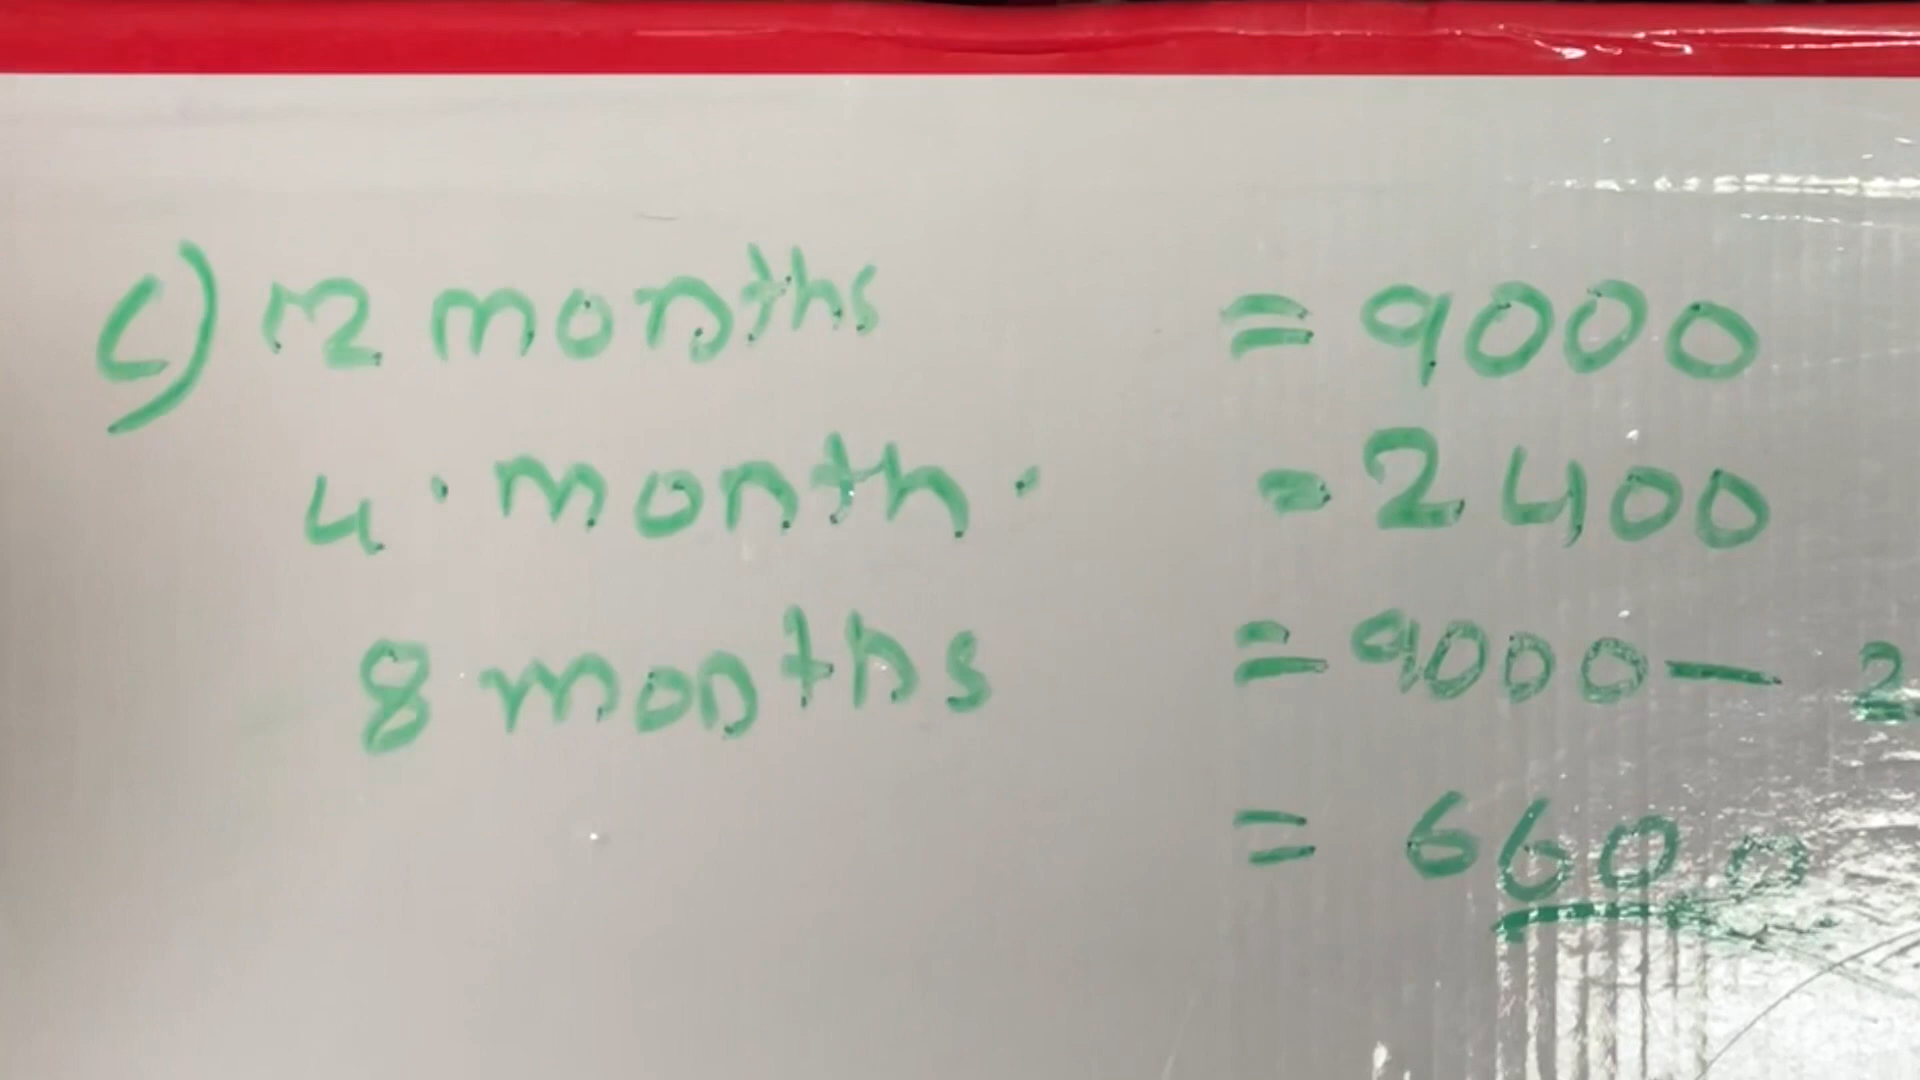 c) 12 months = 9000
4 month = 2400
8 months = 9000 - 2
= 6600